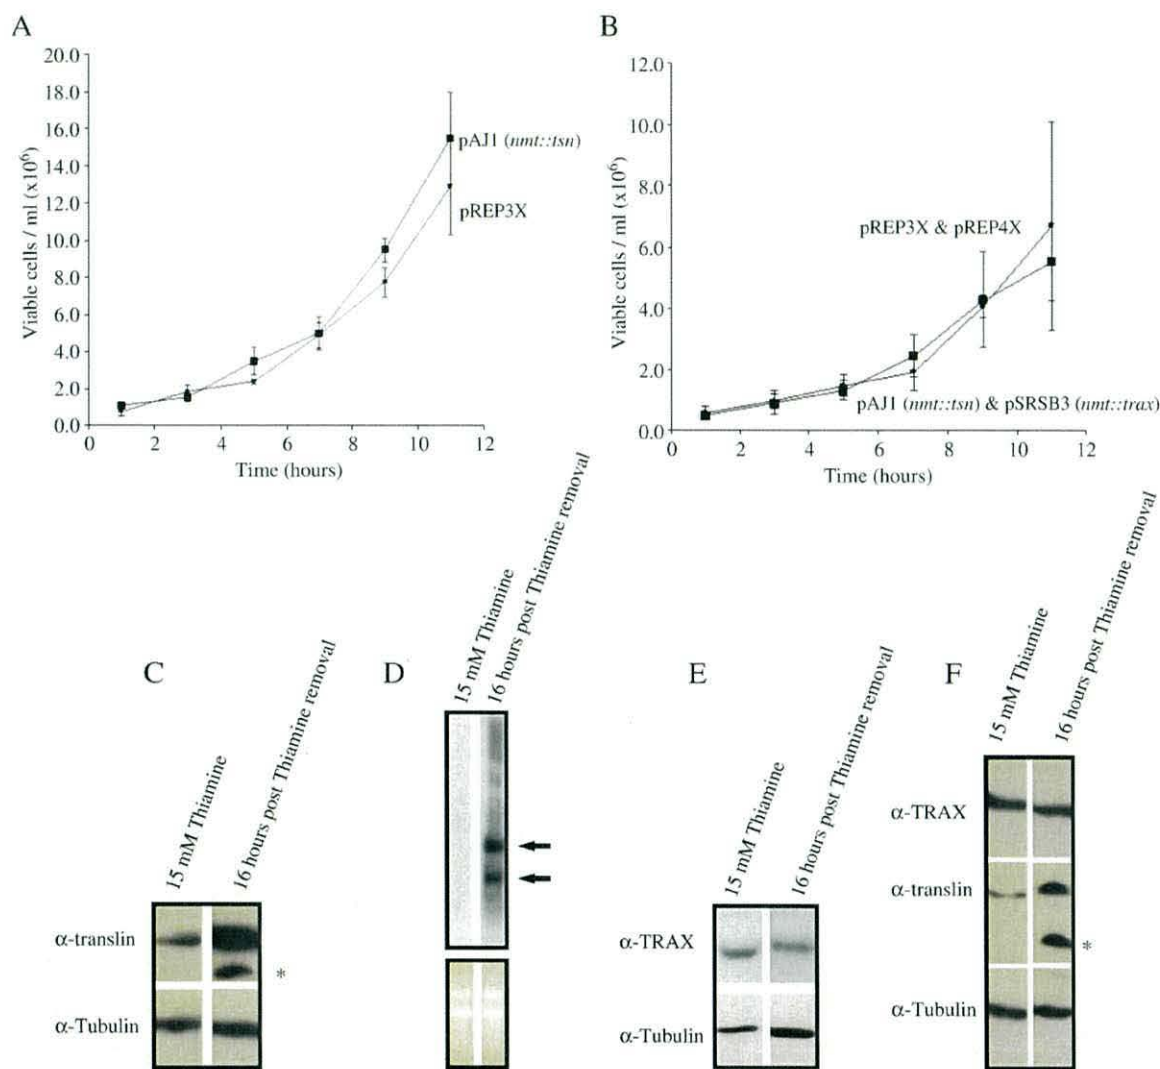 A
20.0
18.0
16.0
14.0
12.0
10.0
8.0
6.0
4.0
2.0
0.0
0 2 4 6 8 10 12
Viable cells / ml (x10⁶)
Time (hours)
pAJ1 (nmt::tsn)
pREP3X
B
12.0
10.0
8.0
6.0
4.0
2.0
0.0
0 2 4 6 8 10 12
Viable cells / ml (x10⁶)
Time (hours)
pREP3X & pREP4X
pAJ1 (nmt::tsn) & pSRSB3 (nmt::trax)
C
15 mM Thiamine
16 hours post Thiamine removal
α-translin
*
α-Tubulin
D
15 mM Thiamine
16 hours post Thiamine removal
E
15 mM Thiamine
16 hours post Thiamine removal
α-TRAX
α-Tubulin
F
15 mM Thiamine
16 hours post Thiamine removal
α-TRAX
α-translin
*
α-Tubulin